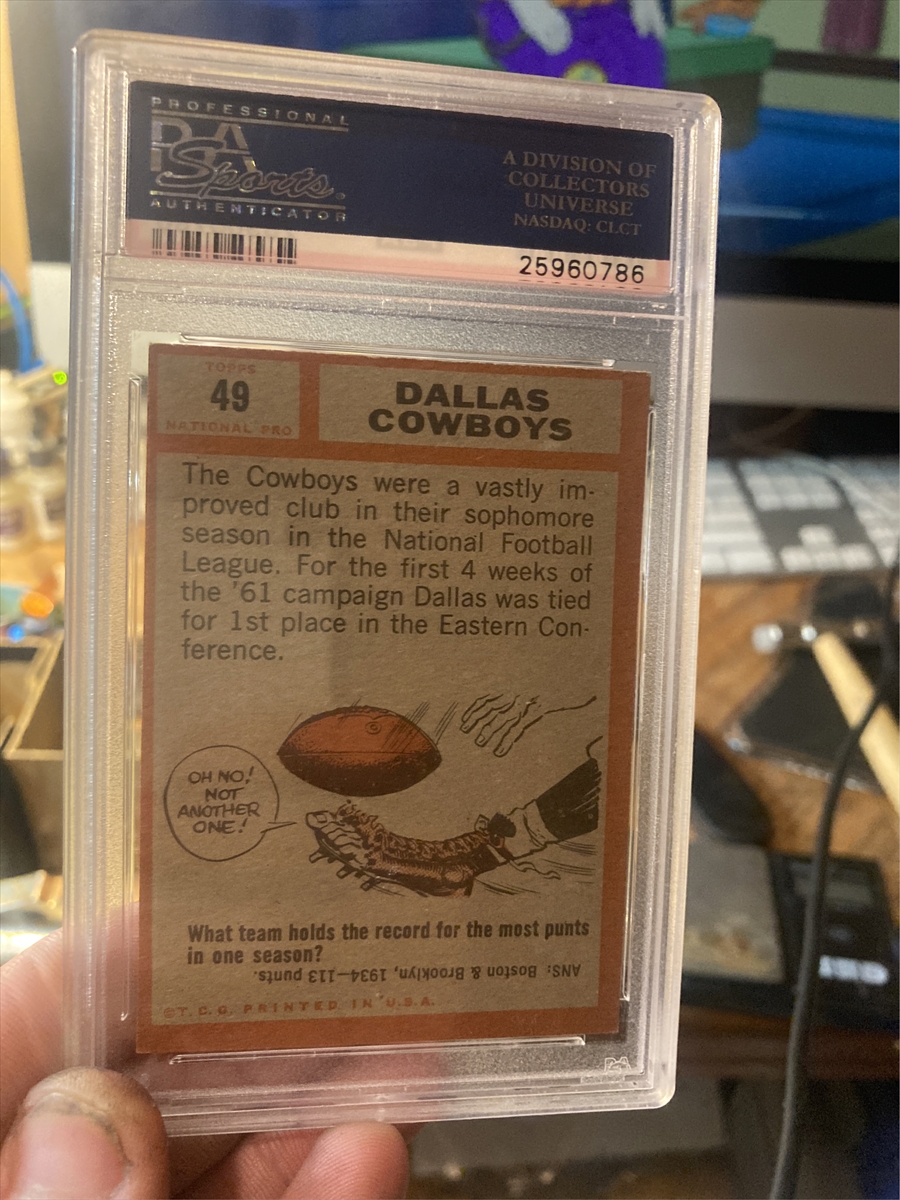 PROFESSIONAL
PSA
Sports.
AUTHENTICATOR
A DIVISION OF
COLLECTORS
UNIVERSE
NASDAQ: CLCT
25960786
TOPPS
49
NATIONAL PRO
DALLAS
COWBOYS
The Cowboys were a vastly im-
proved club in their sophomore
season in the National Football
League. For the first 4 weeks of
the '61 campaign Dallas was tied
for 1st place in the Eastern Con-
ference.
OH NO!
NOT
ANOTHER
ONE!
What team holds the record for the most punts
in one season?
ANS: Boston & Brooklyn, 1934—113 punts.
©T.C.G. PRINTED IN U.S.A.
PSA